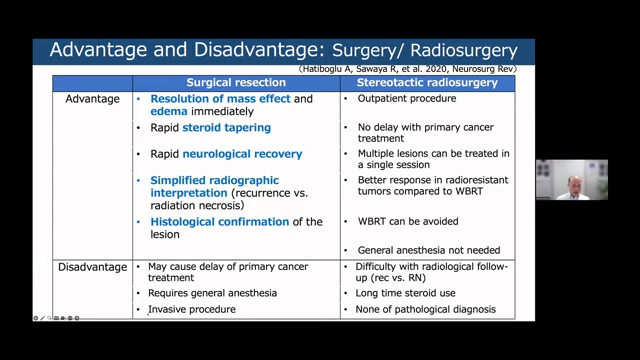 Advantage and Disadvantage: Surgery/ Radiosurgery
(Hatiboglu A, Sawaya R, et al. 2020, Neurosurg Rev)
Surgical resection
Stereotactic radiosurgery
Advantage
• Resolution of mass effect and
edema immediately
• Rapid steroid tapering
• Rapid neurological recovery
• Simplified radiographic
interpretation (recurrence vs.
radiation necrosis)
• Histological confirmation of the
lesion
• Outpatient procedure
• No delay with primary cancer
treatment
• Multiple lesions can be treated in
a single session
• Better response in radioresistant
tumors compared to WBRT
• WBRT can be avoided
• General anesthesia not needed
Disadvantage
• May cause delay of primary cancer
treatment
• Requires general anesthesia
• Invasive procedure
• Difficulty with radiological follow-
up (rec vs. RN)
• Long time steroid use
• None of pathological diagnosis